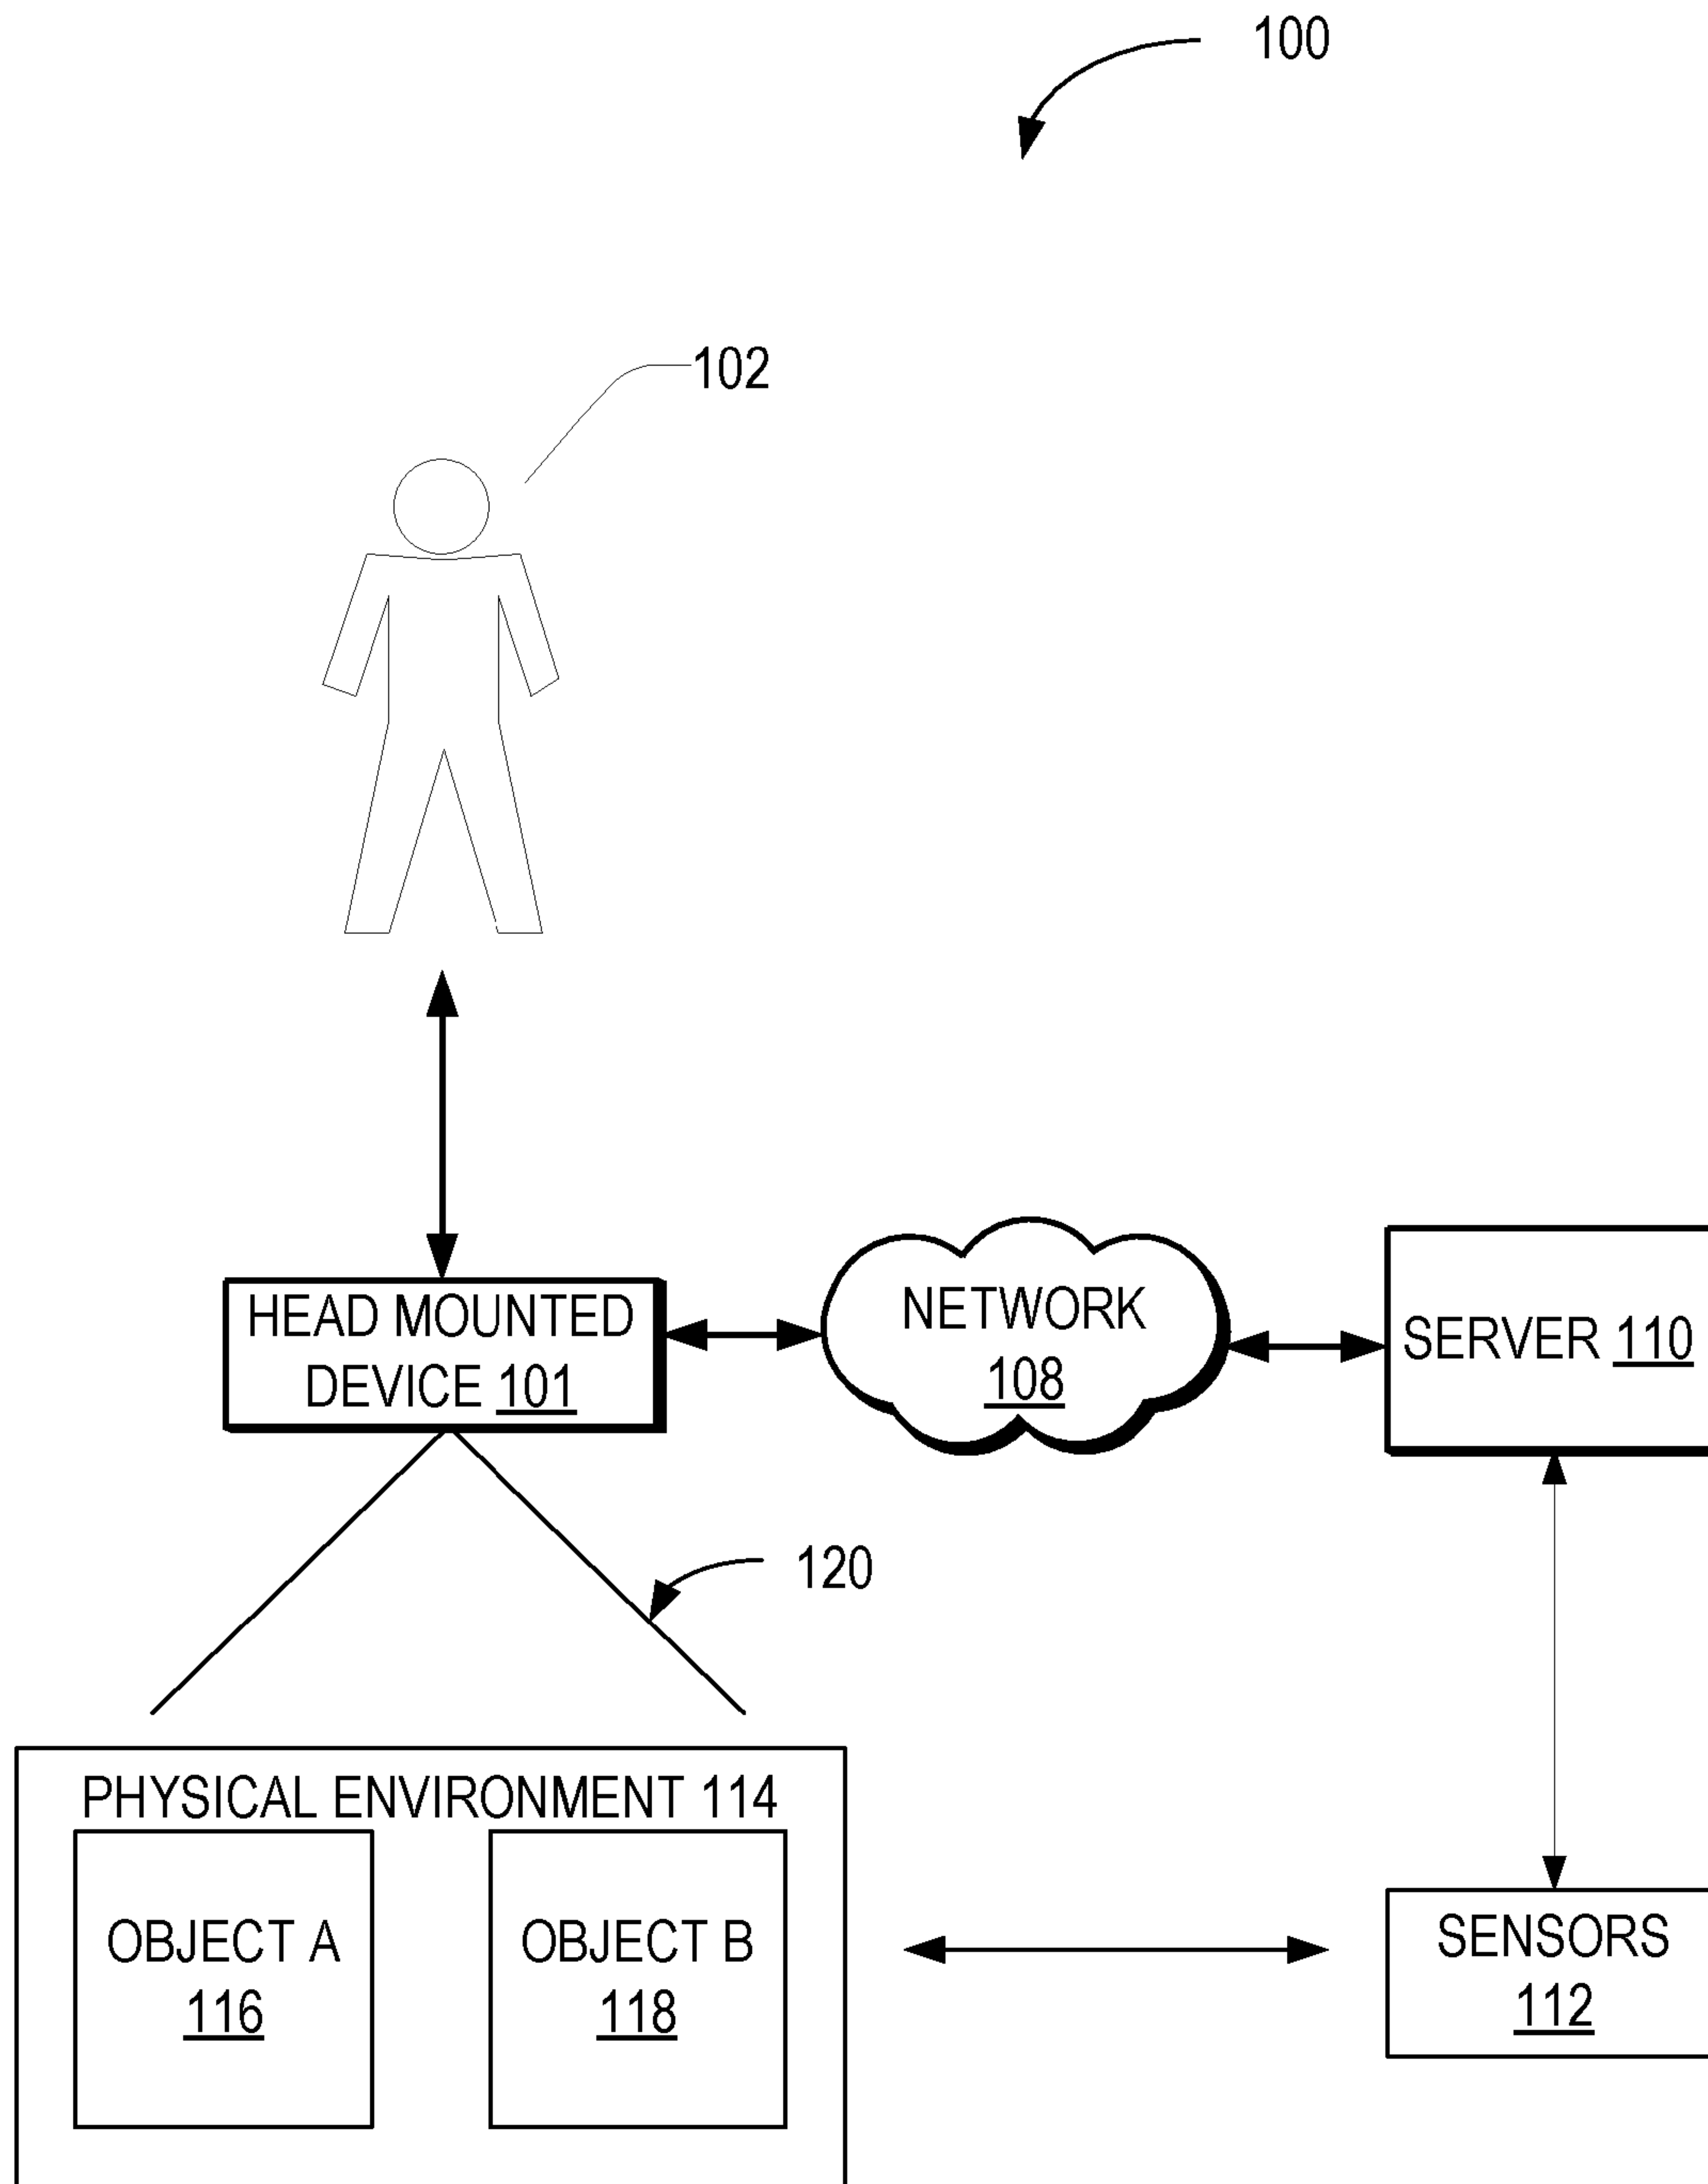 100
102
HEAD MOUNTED
DEVICE 101
NETWORK
108
SERVER 110
120
PHYSICAL ENVIRONMENT 114
OBJECT A
116
OBJECT B
118
SENSORS
112